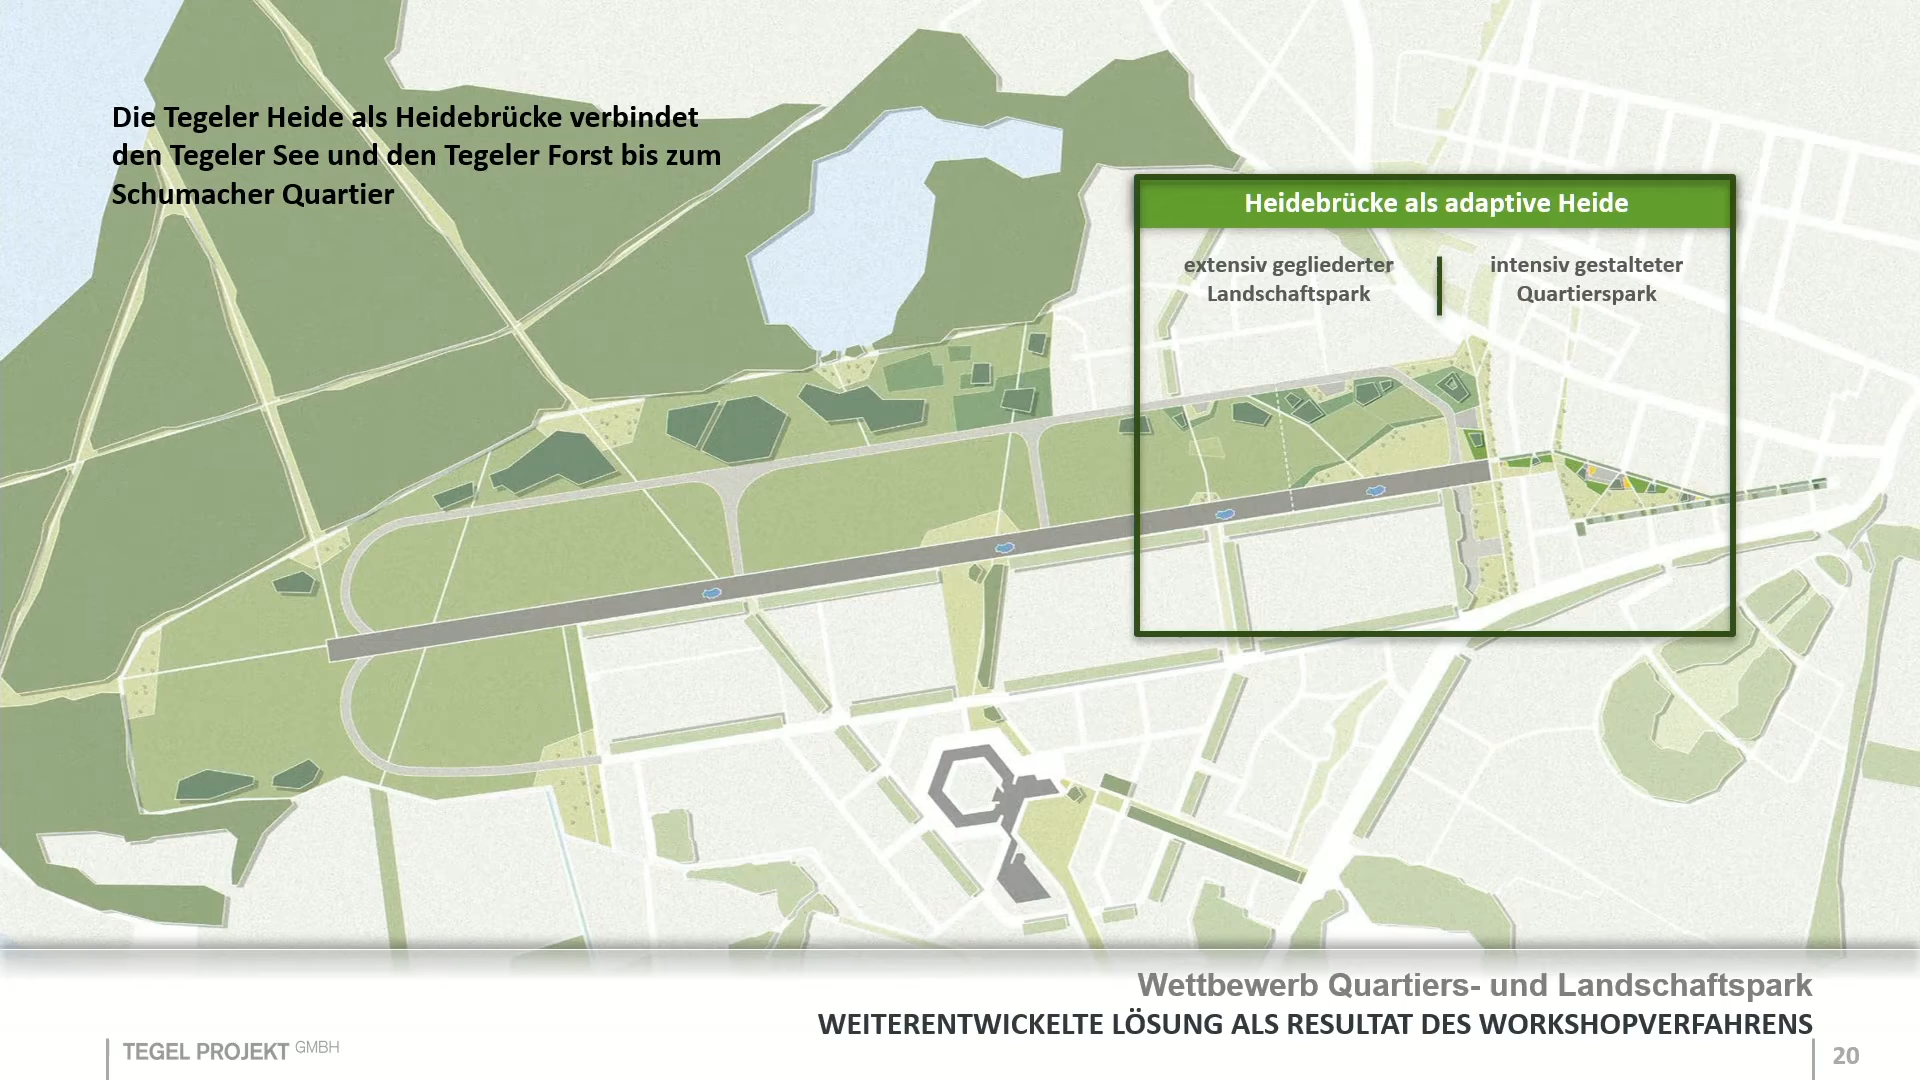 Die Tegeler Heide als Heidebrücke verbindet
den Tegeler See und den Tegeler Forst bis zum
Schumacher Quartier
Heidebrücke als adaptive Heide
extensiv gegliederter
Landschaftspark
intensiv gestalteter
Quartierspark
Wettbewerb Quartiers- und Landschaftspark
WEITERENTWICKELTE LÖSUNG ALS RESULTAT DES WORKSHOPVERFAHRENS
TEGEL PROJEKT GMBH
20